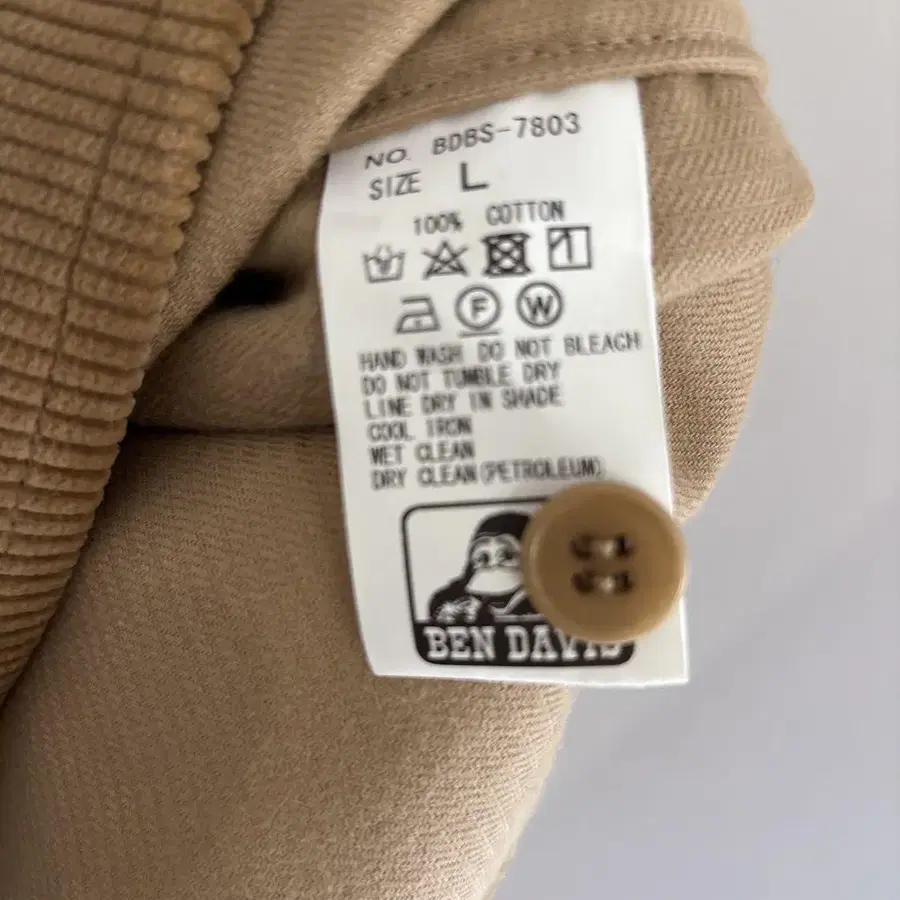 NO. BDBS-7803
SIZE L
100% COTTON
F W
HAND WASH DO NOT BLEACH
DO NOT TUMBLE DRY
LINE DRY IN SHADE
COOL IRON
WET CLEAN
DRY CLEAN(PETROLEUM)
BEN DAVIS